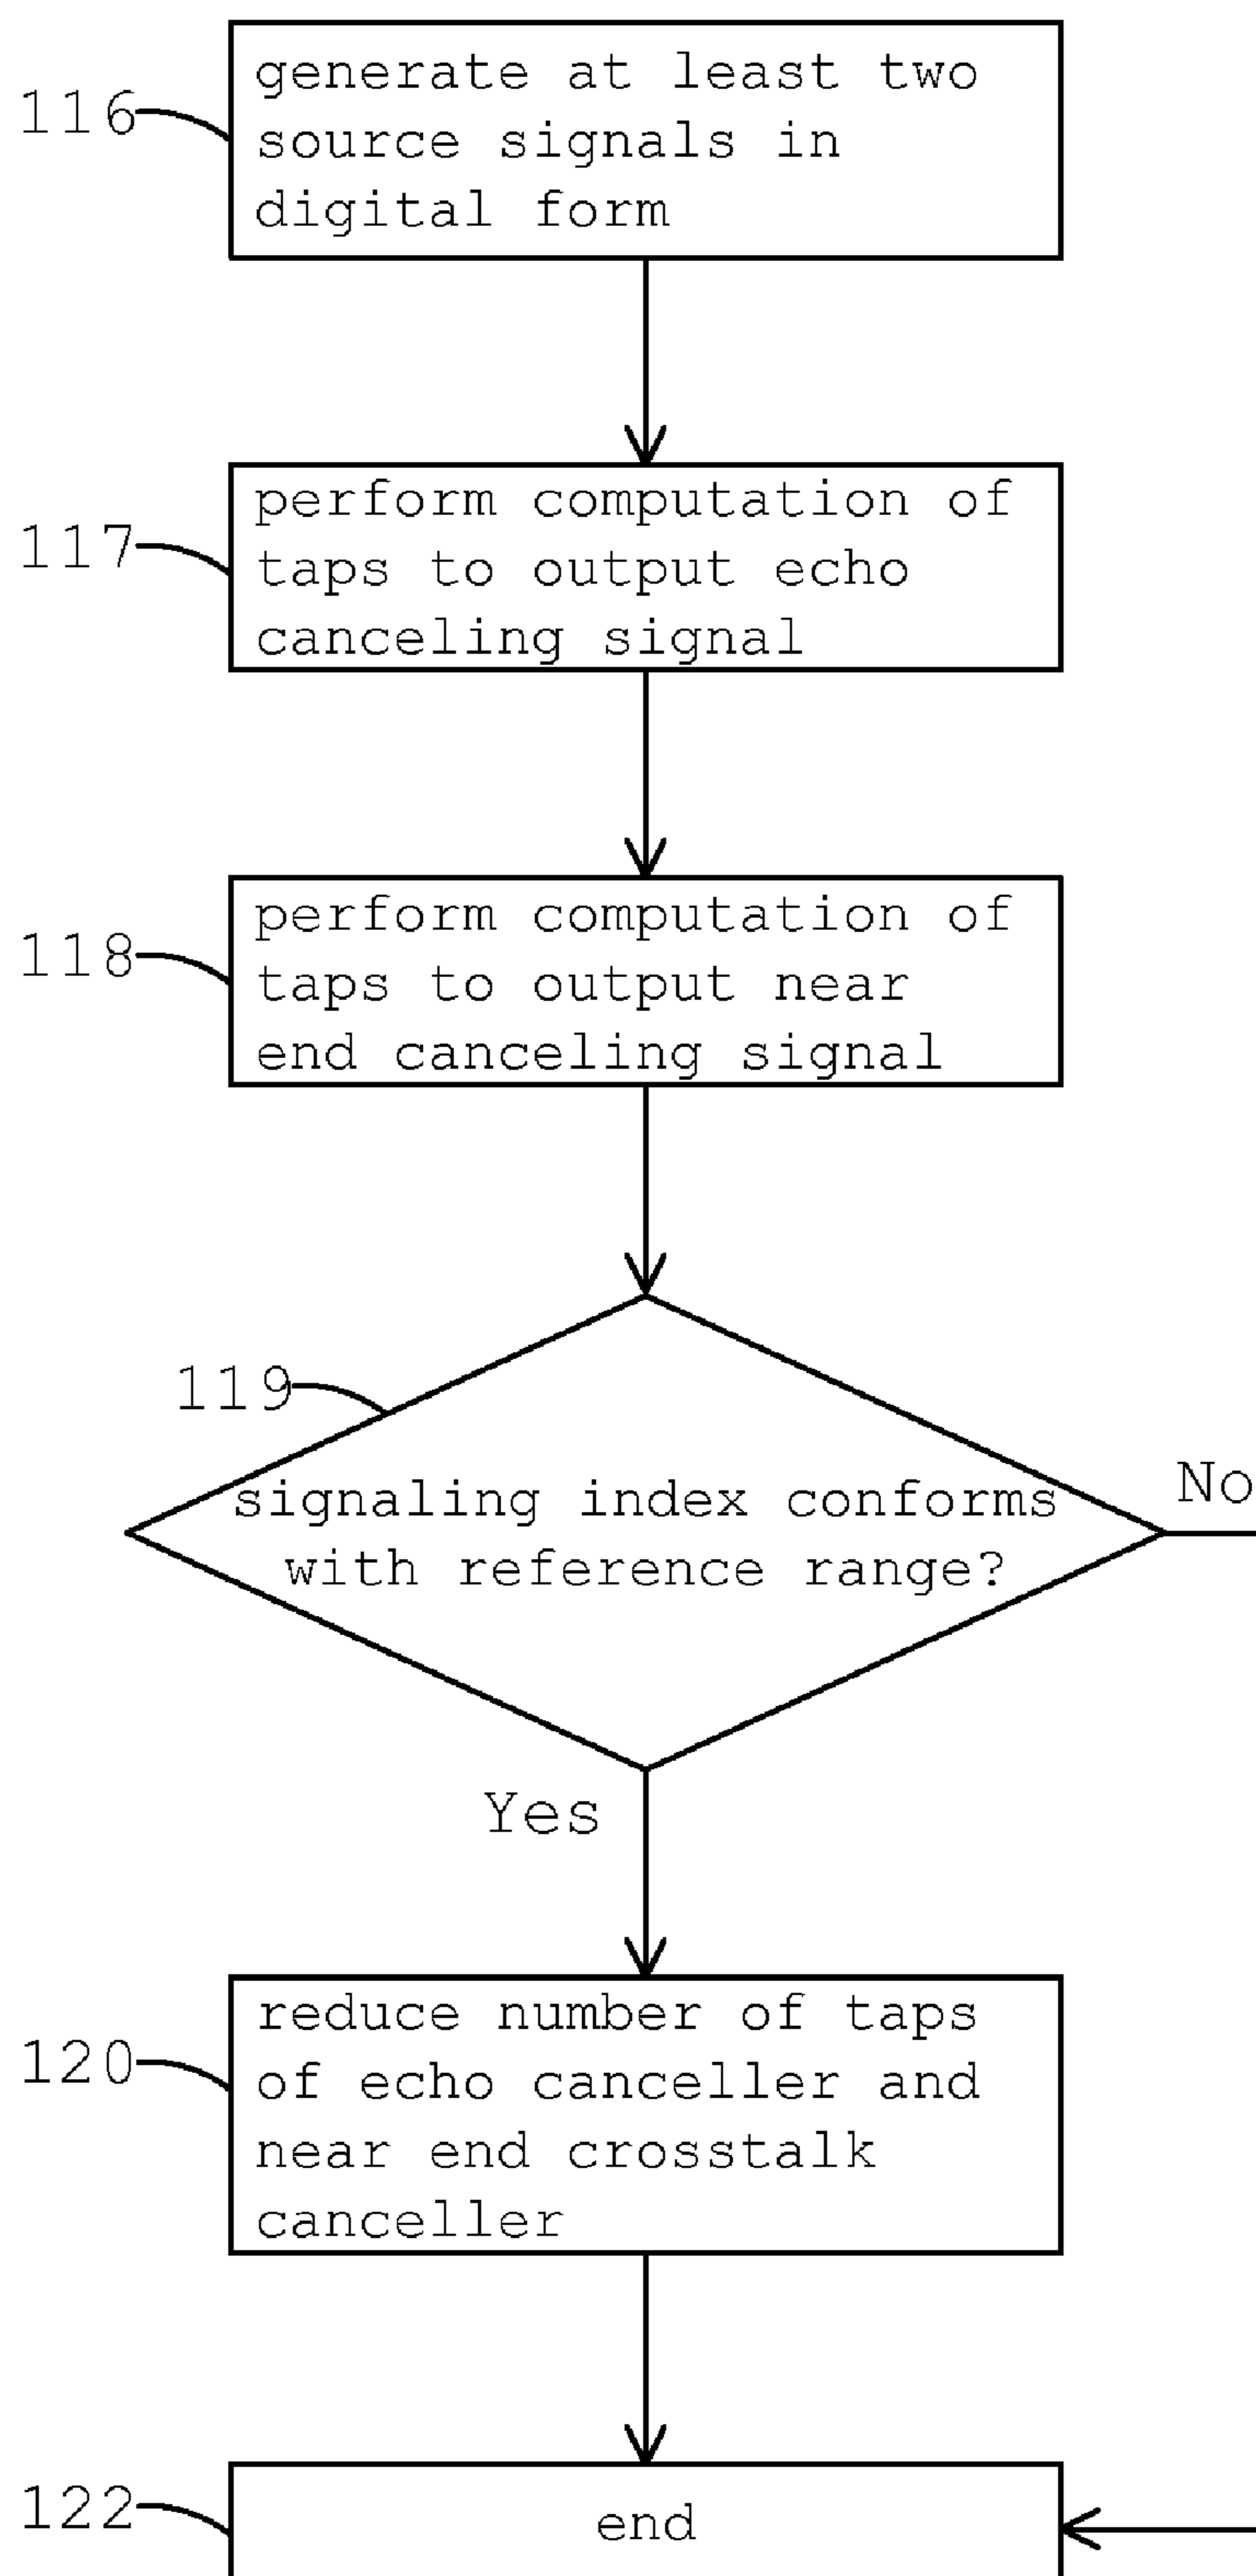 116
generate at least two
source signals in
digital form
117
perform computation of
taps to output echo
canceling signal
118
perform computation of
taps to output near
end canceling signal
119
signaling index conforms
with reference range?
No
Yes
120
reduce number of taps
of echo canceller and
near end crosstalk
canceller
122
end